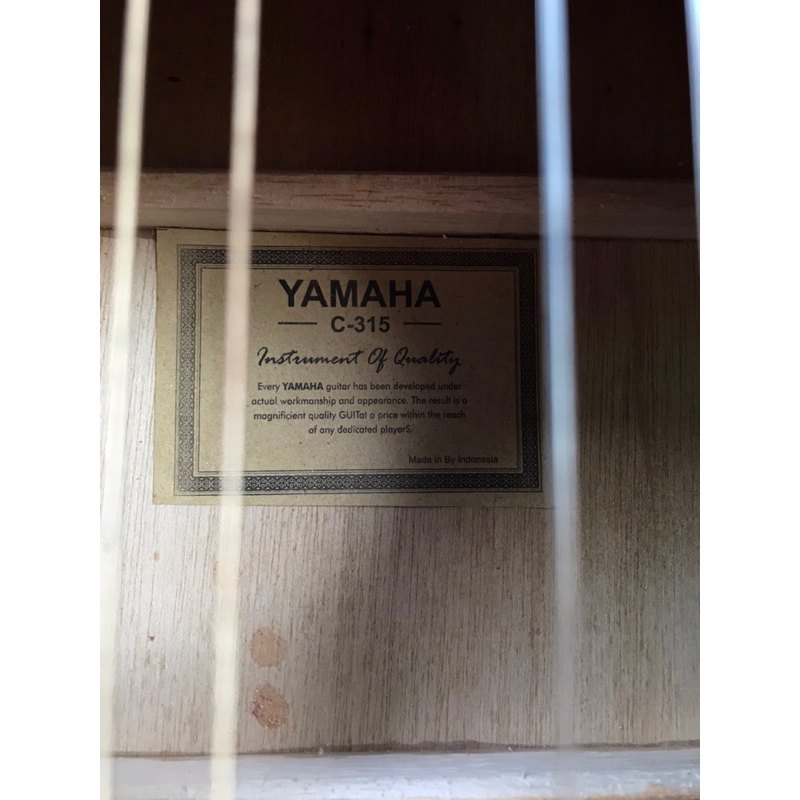 YAMAHA
C-315
Instrument Of Quality
Every YAMAHA guitar has been developed under
actual workmanship and appearance. The result is a
magnificient quality GUITat a price within the reach
of any dedicated playerS.
Made in By Indonesia